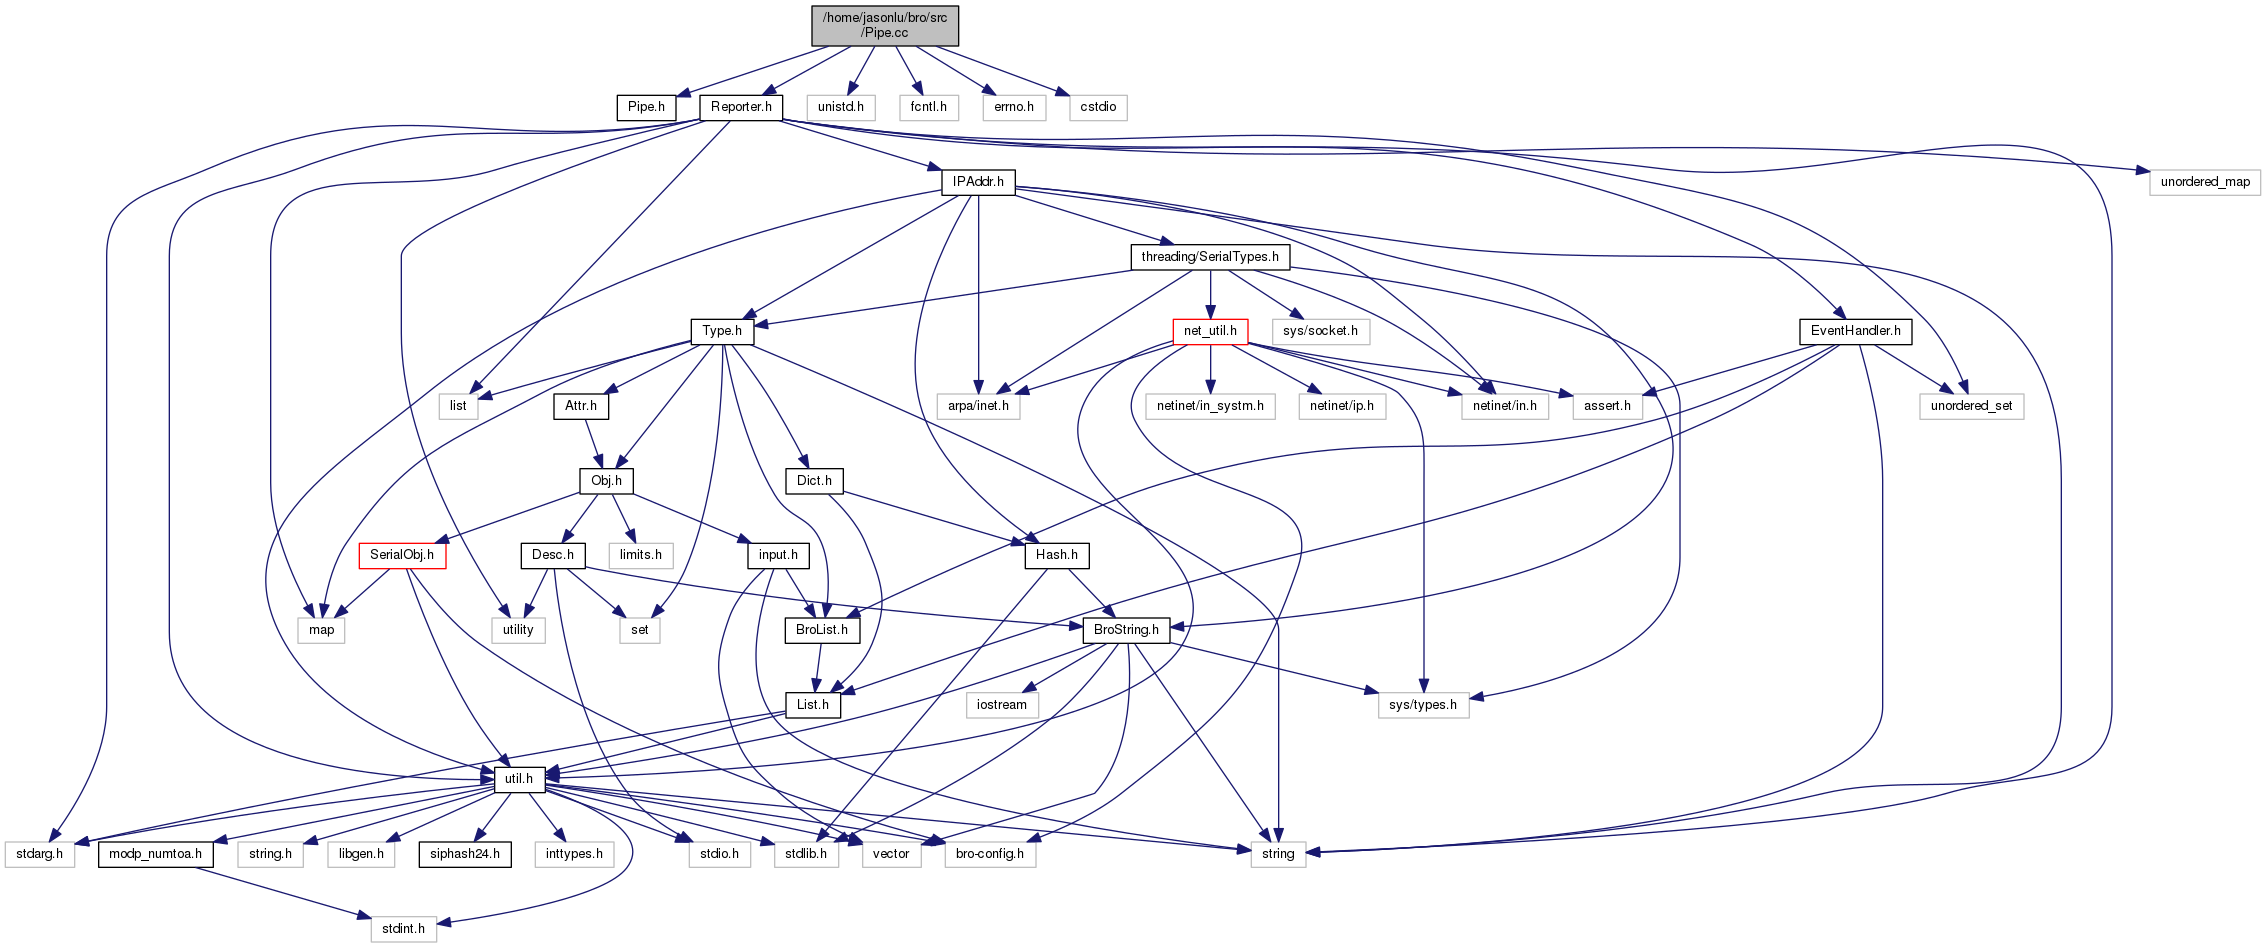 /home/jasonlu/bro/src
/Pipe.cc
Pipe.h
Reporter.h
unistd.h
fcntl.h
errno.h
cstdio
IPAddr.h
unordered_map
threading/SerialTypes.h
Type.h
net_util.h
sys/socket.h
EventHandler.h
list
Attr.h
arpa/inet.h
netinet/in_systm.h
netinet/ip.h
netinet/in.h
assert.h
unordered_set
Obj.h
Dict.h
SerialObj.h
Desc.h
limits.h
input.h
Hash.h
map
utility
set
BroList.h
BroString.h
List.h
iostream
sys/types.h
util.h
stdarg.h
modp_numtoa.h
string.h
libgen.h
siphash24.h
inttypes.h
stdio.h
stdlib.h
vector
bro-config.h
string
stdint.h